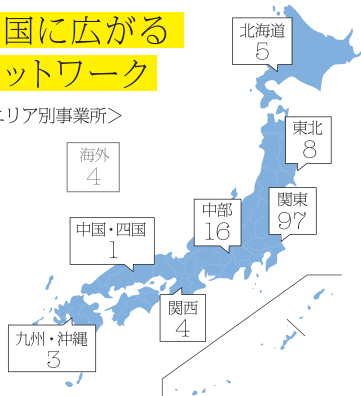 国に広がる
ットワーク
エリア別事業所＞
北海道
5
東北
8
海外
4
関東
97
中部
16
中国・四国
1
関西
4
九州・沖縄
3